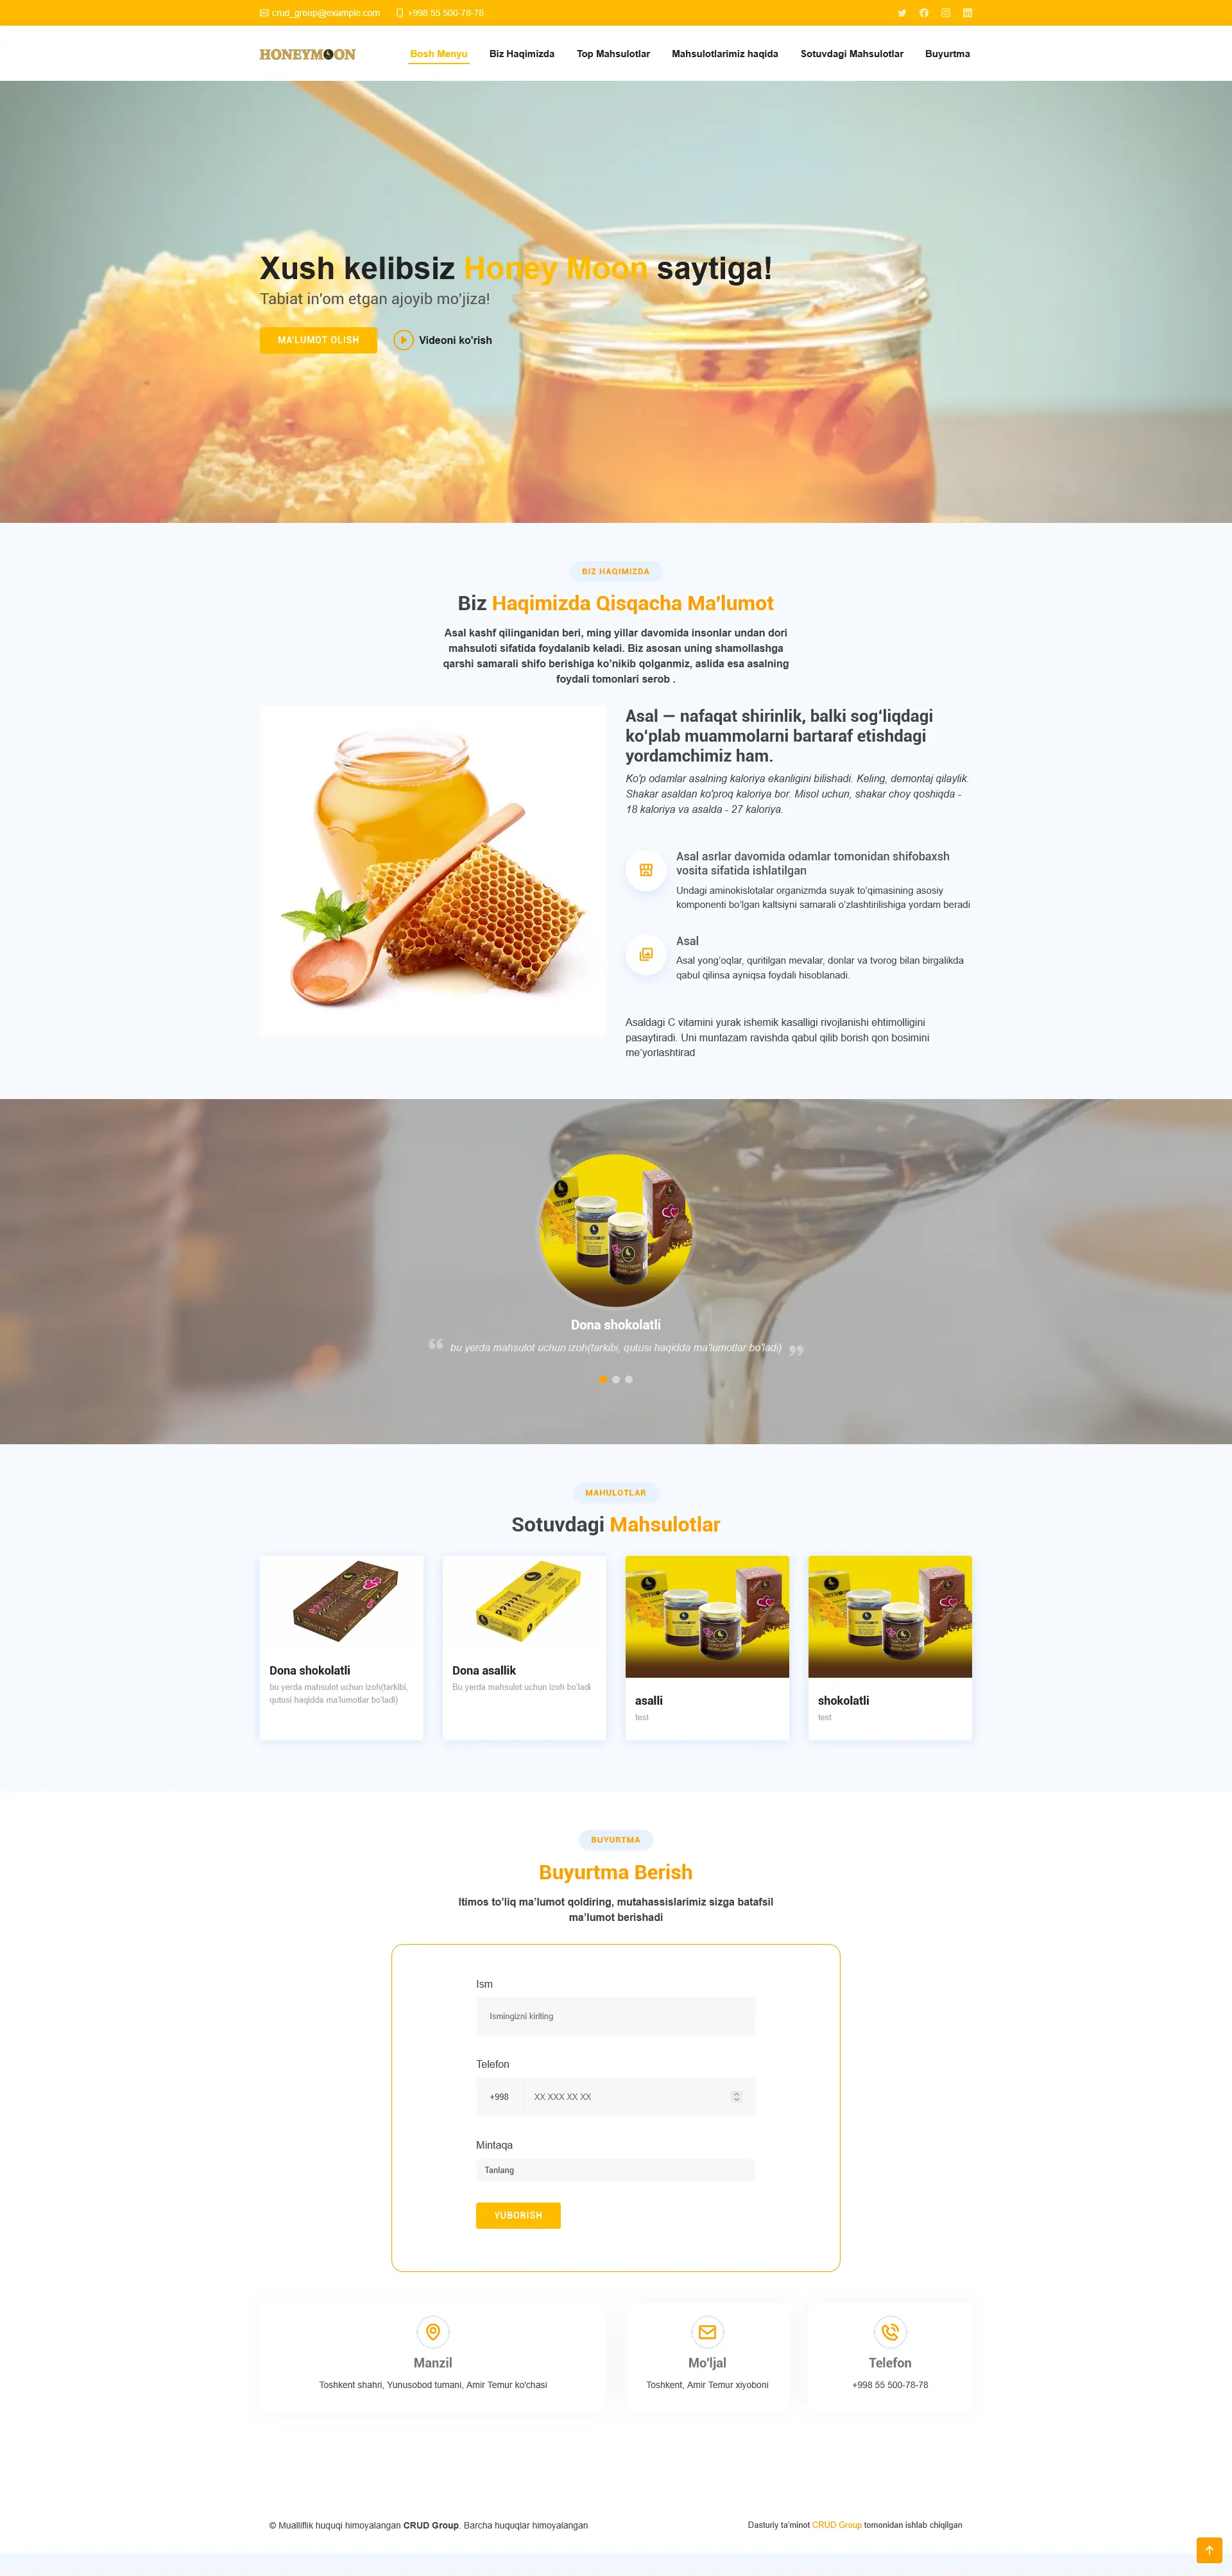 crud_group@example.com +998 55 500-78-78
HONEYMOON
Bosh Menyu Biz Haqimizda Top Mahsulotlar Mahsulotlarimiz haqida Sotuvdagi Mahsulotlar Buyurtma
Xush kelibsiz Honey Moon saytiga!
Tabiat in'om etgan ajoyib mo'jiza!
MA'LUMOT OLISH
Videoni ko'rish
BIZ HAQIMIZDA
Biz Haqimizda Qisqacha Ma'lumot
Asal kashf qilinganidan beri, ming yillar davomida insonlar undan dori
mahsuloti sifatida foydalanib keladi. Biz asosan uning shamollashga
qarshi samarali shifo berishiga ko’nikib qolganmiz, aslida esa asalning
foydali tomonlari serob .
Asal — nafaqat shirinlik, balki sog‘liqdagi
ko‘plab muammolarni bartaraf etishdagi
yordamchimiz ham.
Ko'p odamlar asalning kaloriya ekanligini bilishadi. Keling, demontaj qilaylik.
Shakar asaldan ko'proq kaloriya bor. Misol uchun, shakar choy qoshiqda -
18 kaloriya va asalda - 27 kaloriya.
Asal asrlar davomida odamlar tomonidan shifobaxsh
vosita sifatida ishlatilgan
Undagi aminokislotalar organizmda suyak to’qimasining asosiy
komponenti bo’lgan kaltsiyni samarali o’zlashtirilishiga yordam beradi
Asal
Asal yong’oqlar, quritilgan mevalar, donlar va tvorog bilan birgalikda
qabul qilinsa ayniqsa foydali hisoblanadi.
Asaldagi C vitamini yurak ishemik kasalligi rivojlanishi ehtimolligini
pasaytiradi. Uni muntazam ravishda qabul qilib borish qon bosimini
me’yorlashtirad
Dona shokolatli
bu yerda mahsulot uchun izoh(tarkibi, qutusi haqidda ma'lumotlar bo'ladi)
MAHULOTLAR
Sotuvdagi Mahsulotlar
Dona shokolatli
bu yerda mahsulot uchun izoh(tarkibi,
qutusi haqidda ma'lumotlar bo'ladi)
Dona asallik
Bu yerda mahsulot uchun izoh bo'ladi
asalli
test
shokolatli
test
BUYURTMA
Buyurtma Berish
Itimos to’liq ma’lumot qoldiring, mutahassislarimiz sizga batafsil
ma’lumot berishadi
Ism
Ismingizni kiriting
Telefon
+998 XX XXX XX XX
Mintaqa
Tanlang
YUBORISH
Manzil
Toshkent shahri, Yunusobod tumani, Amir Temur ko'chasi
Mo'ljal
Toshkent, Amir Temur xiyoboni
Telefon
+998 55 500-78-78
© Mualliflik huquqi himoyalangan CRUD Group. Barcha huquqlar himoyalangan
Dasturiy ta'minot CRUD Group tomonidan ishlab chiqilgan